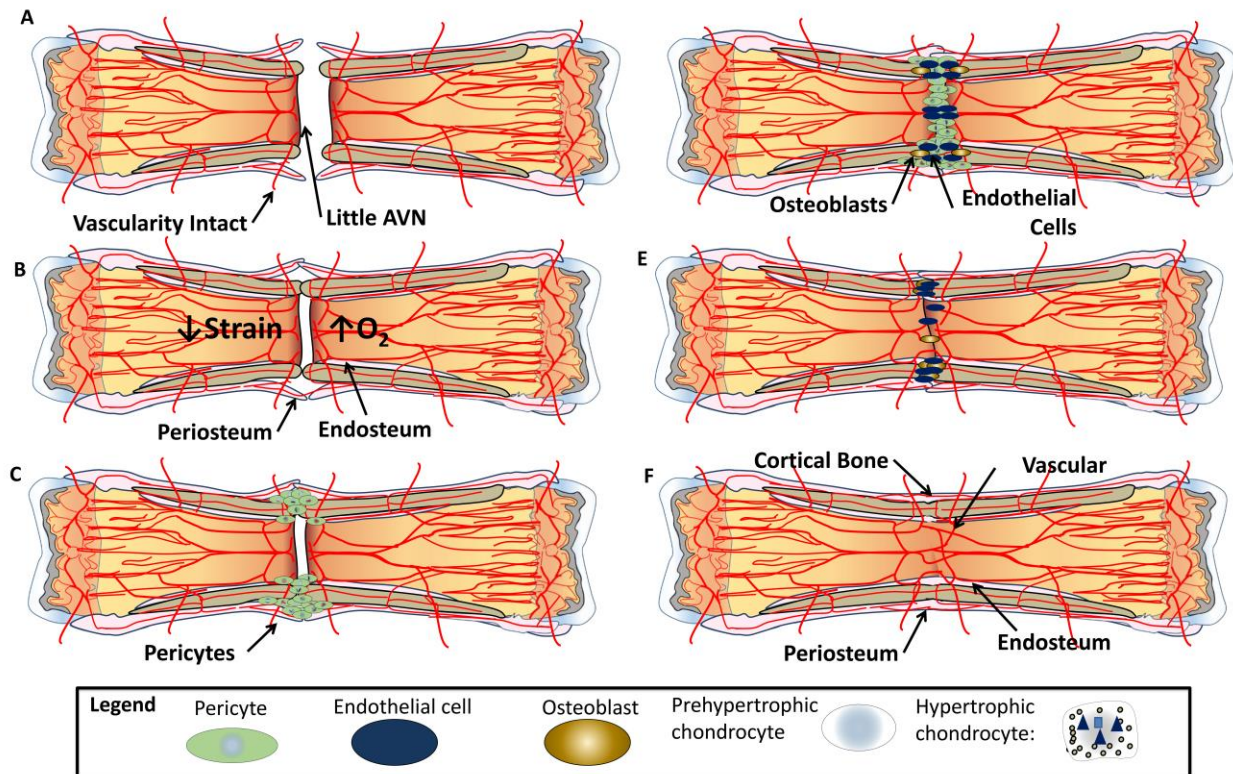 A
Vascularity Intact
Little AVN
Osteoblasts
Endothelial
Cells
B
↓ Strain
↑ O₂
Periosteum
Endosteum
E
C
Pericytes
F
Cortical Bone
Vascular
Periosteum
Endosteum
Legend
Pericyte
Endothelial cell
Osteoblast
Prehypertrophic
chondrocyte
Hypertrophic
chondrocyte: